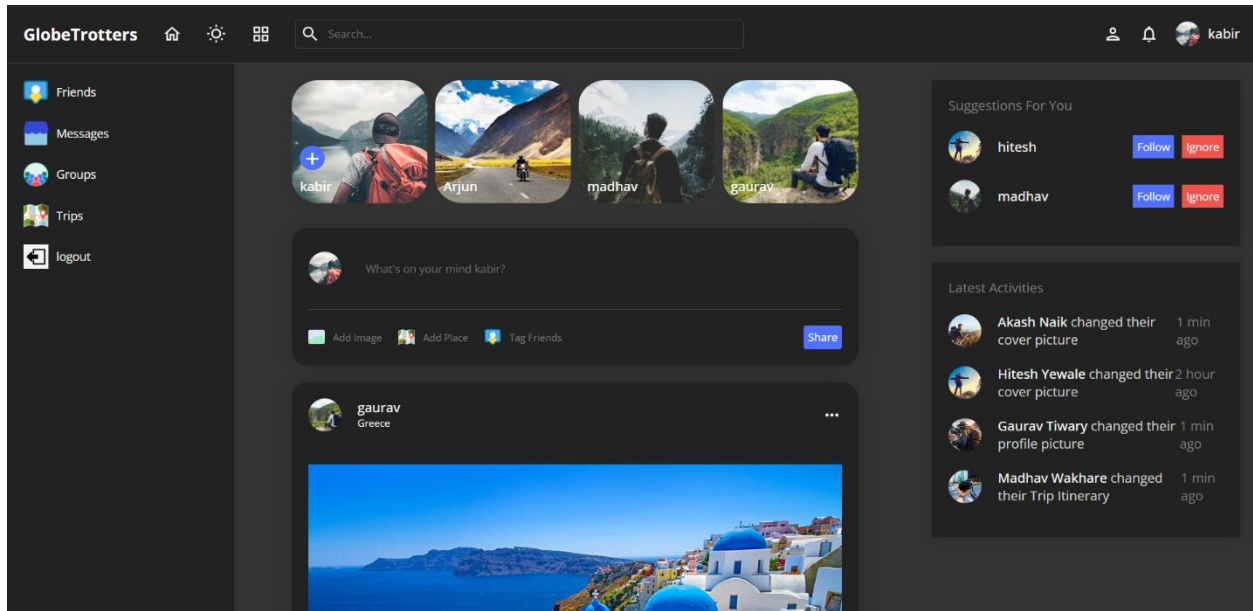 GlobeTrotters
Search...
kabir
Friends
Messages
Groups
Trips
logout
kabir
Arjun
madhav
gaurav
What's on your mind kabir?
Add Image
Add Place
Tag Friends
Share
gaurav
Greece
Suggestions For You
hitesh
Follow
Ignore
madhav
Follow
Ignore
Latest Activities
Akash Naik changed their
cover picture
1 min
ago
Hitesh Yewale changed their
cover picture
2 hour
ago
Gaurav Tiwary changed their
profile picture
1 min
ago
Madhav Wakhare changed
their Trip Itinerary
1 min
ago